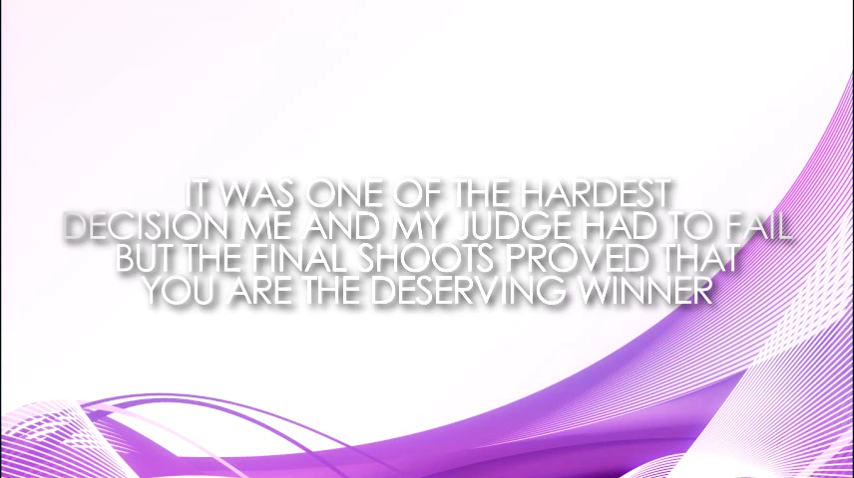 IT WAS ONE OF THE HARDEST
DECISION ME AND MY JUDGE HAD TO FAIL
BUT THE FINAL SHOOTS PROVED THAT
YOU ARE THE DESERVING WINNER